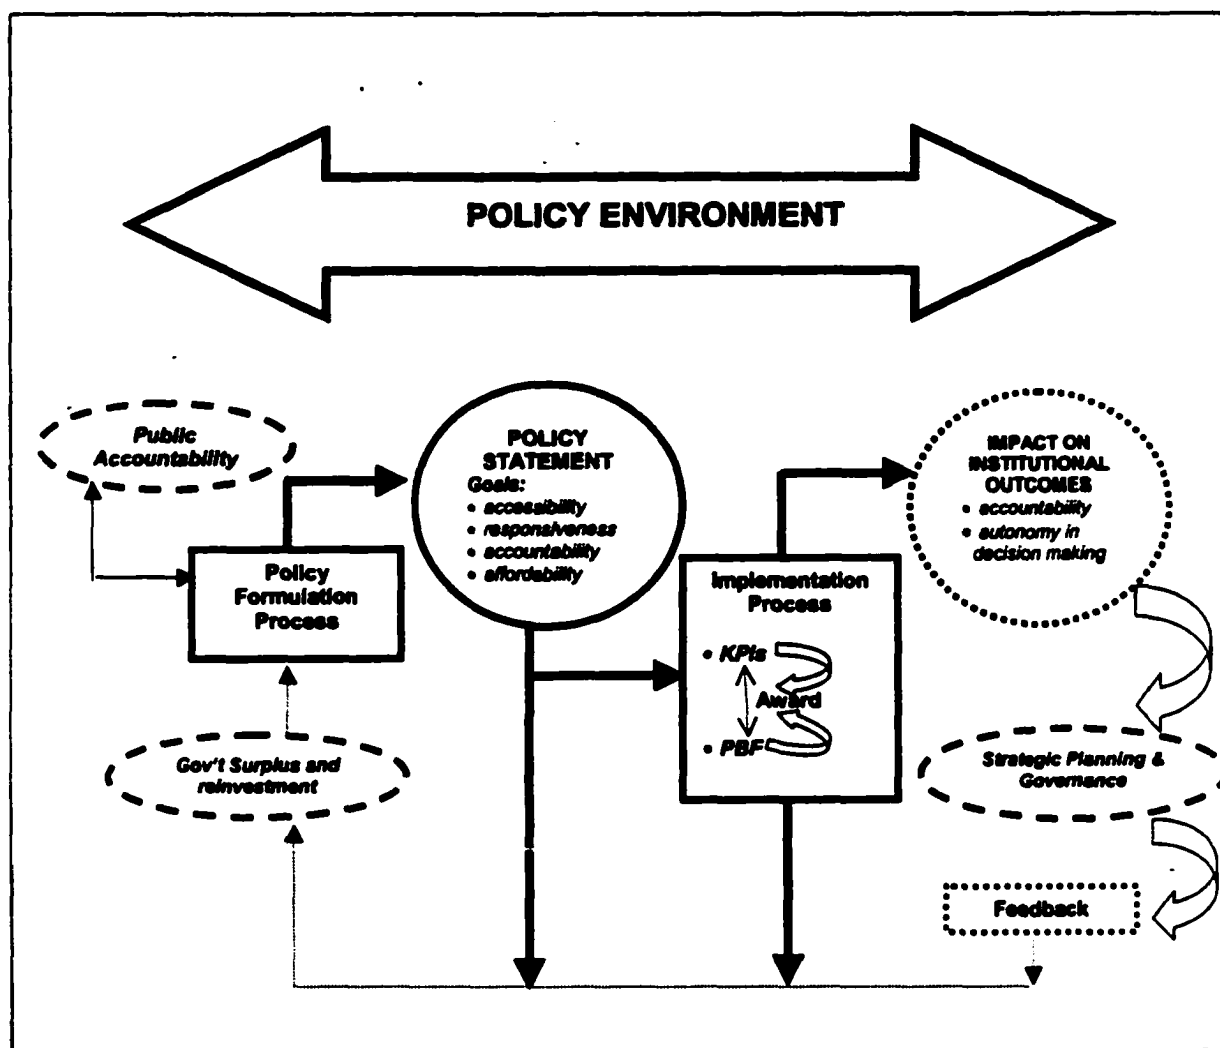 POLICY ENVIRONMENT
Public
Accountability
Policy
Formulation
Process
Gov't Surplus and
reinvestment
POLICY
STATEMENT
Goals:
• accessibility
• responsiveness
• accountability
• affordability
Implementation
Process
• KPIs
Award
• PBF
IMPACT ON
INSTITUTIONAL
OUTCOMES
• accountability
• autonomy in
decision making
Strategic Planning &
Governance
Feedback